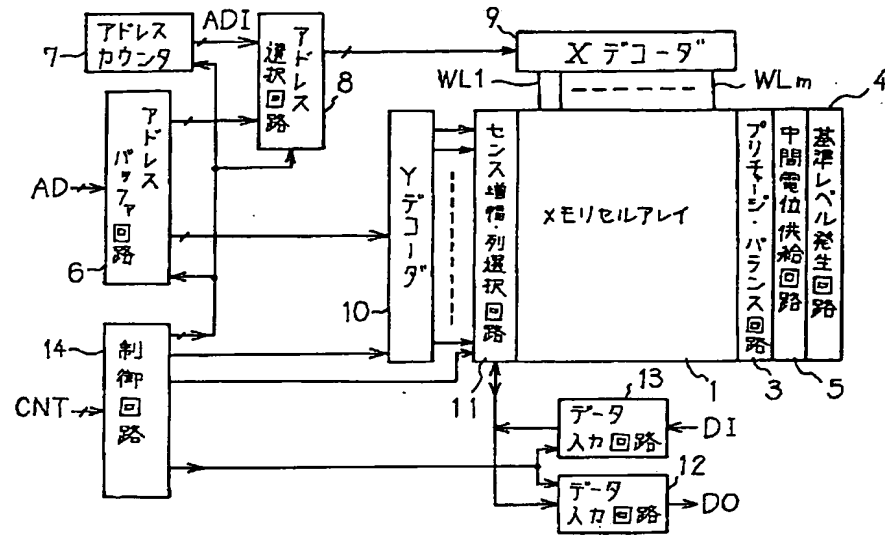 アドレス
カウンタ
7
ADI
アドレス
選択回路
8
9
Xデコーダ
WL1
WLm
4
AD
アドレス
バッファ
回路
6
Yデコーダ
10
センス増幅・列選択回路
11
メモリセルアレイ
1
プリチャージ・バランス回路
3
中間電位供給回路
5
基準レベル発生回路
14
制御回路
CNT
13
データ
入力回路
DI
12
データ
入力回路
DO